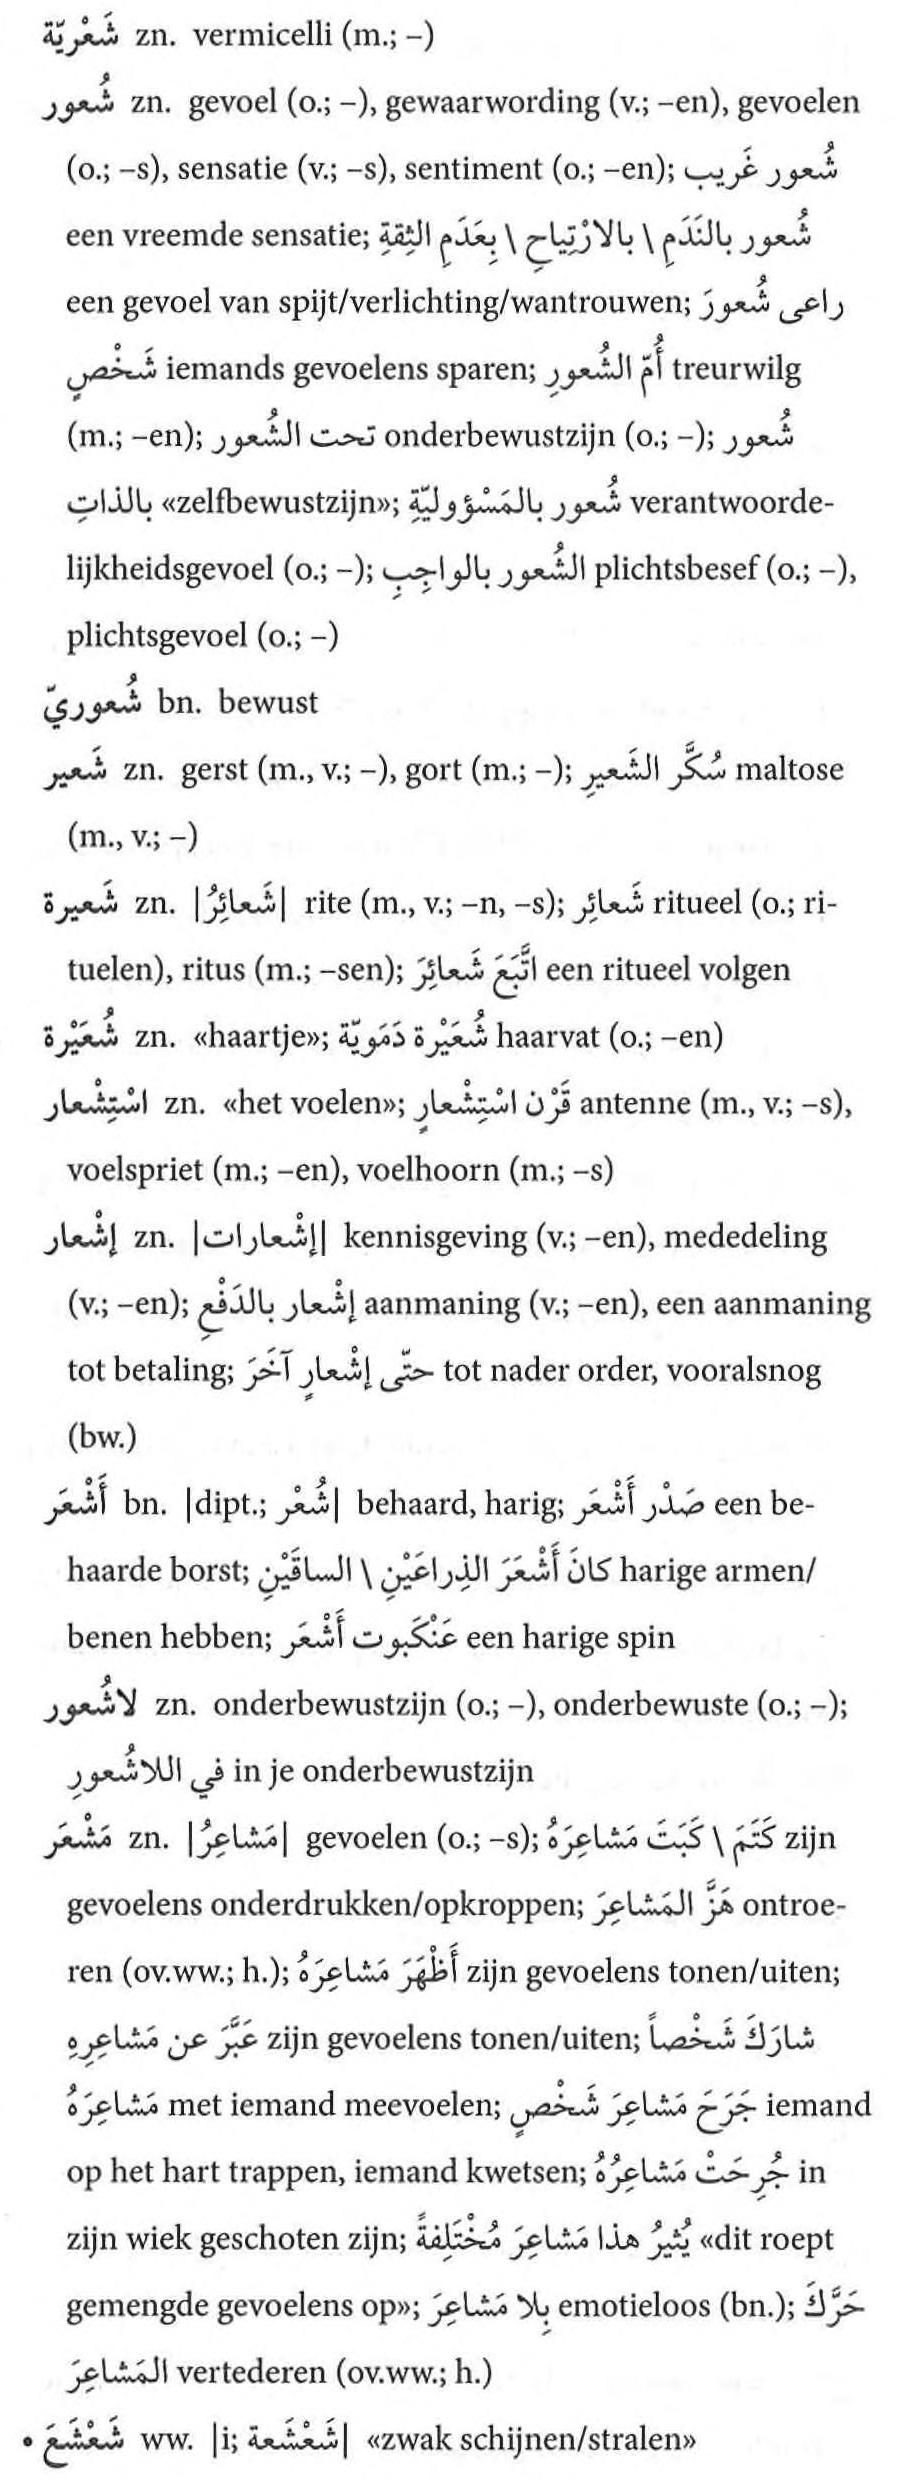 شَعْرِيّة zn. vermicelli (m.; –)
شُعور zn. gevoel (o.; –), gewaarwording (v.; –en), gevoelen
(o.; –s), sensatie (v.; –s), sentiment (o.; –en); شُعور غَريب
een vreemde sensatie; شُعور بالنَدَمِ \ بالارْتِياحِ \ بِعَدَمِ الثِقةِ
een gevoel van spijt/verlichting/wantrouwen; راعى شُعورَ
شَخْصٍ iemands gevoelens sparen; أُمّ الشُعورِ treurwilg
(m.; –en); تحت الشُعور onderbewustzijn (o.; –); شُعور
بالذاتِ «zelfbewustzijn»; شُعور بالمَسْؤوليّةِ verantwoorde-
lijkheidsgevoel (o.; –); الشُعور بالواجِبِ plichtsbesef (o.; –),
plichtsgevoel (o.; –)
شُعوريّ bn. bewust
شَعير zn. gerst (m., v.; –), gort (m.; –); سُكَّر الشَعيرِ maltose
(m., v.; –)
شَعيرة zn. |شَعائِرُ| rite (m., v.; –n, –s); شَعائِر ritueel (o.; ri-
tuelen), ritus (m.; –sen); اتَّبَعَ شَعائِرَ een ritueel volgen
شُعَيْرة zn. «haartje»; شُعَيْرة دَمَويّة haarvat (o.; –en)
اسْتِشْعار zn. «het voelen»; قَرْن اسْتِشْعارٍ antenne (m., v.; –s),
voelspriet (m.; –en), voelhoorn (m.; –s)
إشْعار zn. |إشْعارات| kennisgeving (v.; –en), mededeling
(v.; –en); إشْعار بالدَفْعِ aanmaning (v.; –en), een aanmaning
tot betaling; حتّى إشْعارٍ آخَرَ tot nader order, vooralsnog
(bw.)
أَشْعَر bn. |dipt.; شُعْر| behaard, harig; صَدْر أَشْعَر een be-
haarde borst; كانَ أَشْعَرَ الذِراعَيْنِ \ الساقَيْنِ harige armen/
benen hebben; عَنْكَبوت أَشْعَر een harige spin
لاشُعور zn. onderbewustzijn (o.; –), onderbewuste (o.; –);
في اللاشُعورِ in je onderbewustzijn
مَشْعَر zn. |مَشاعِرُ| gevoelen (o.; –s); كَتَمَ \ كَبَتَ مَشاعِرَهُ zijn
gevoelens onderdrukken/opkroppen; هَزَّ المَشاعِرَ ontroe-
ren (ov.ww.; h.); أَظْهَرَ مَشاعِرَهُ zijn gevoelens tonen/uiten;
عَبَّرَ عن مَشاعِرِهِ zijn gevoelens tonen/uiten; شارَكَ شَخْصاً
مَشاعِرَهُ met iemand meevoelen; جَرَحَ مَشاعِرَ شَخْصٍ iemand
op het hart trappen, iemand kwetsen; جُرِحَتْ مَشاعِرُهُ in
zijn wiek geschoten zijn; يُثيرُ هذا مَشاعِرَ مُخْتَلِفةً «dit roept
gemengde gevoelens op»; بِلا مَشاعِرَ emotieloos (bn.); حَرَّكَ
المَشاعِرَ vertederen (ov.ww.; h.)
• شَعْشَعَ ww. |i; شَعْشَعة| «zwak schijnen/stralen»